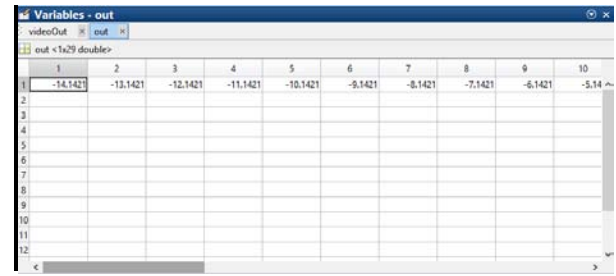 Variables - out
videoOut out
out <1x29 double>
1 2 3 4 5 6 7 8 9 10
1 -14.1421 -13.1421 -12.1421 -11.1421 -10.1421 -9.1421 -8.1421 -7.1421 -6.1421 -5.14
2
3
4
5
6
7
8
9
10
11
12